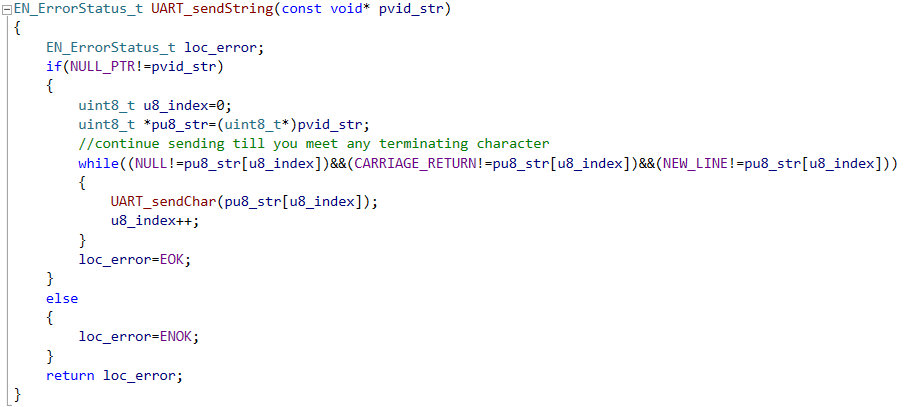 EN_ErrorStatus_t UART_sendString(const void* pvid_str)
{
    EN_ErrorStatus_t loc_error;
    if(NULL_PTR!=pvid_str)
    {
        uint8_t u8_index=0;
        uint8_t *pu8_str=(uint8_t*)pvid_str;
        //continue sending till you meet any terminating character
        while((NULL!=pu8_str[u8_index])&&(CARRIAGE_RETURN!=pu8_str[u8_index])&&(NEW_LINE!=pu8_str[u8_index]))
        {
            UART_sendChar(pu8_str[u8_index]);
            u8_index++;
        }
        loc_error=EOK;
    }
    else
    {
        loc_error=ENOK;
    }
    return loc_error;
}